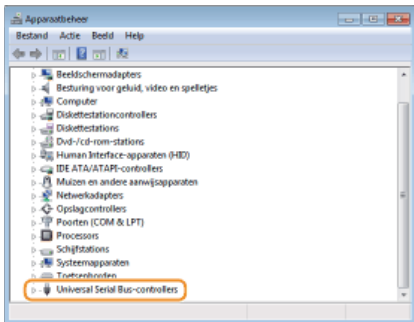 Apparaatbeheer
Bestand Actie Beeld Help
Beeldschermadapters
Besturing voor geluid, video en spelletjes
Computer
Diskettestationcontrollers
Diskettestations
Dvd-/cd-rom-stations
Human Interface-apparaten (HID)
IDE ATA/ATAPI-controllers
Muizen en andere aanwijsapparaten
Netwerkadapters
Opslagcontrollers
Poorten (COM & LPT)
Processors
Schijfstations
Systeemapparaten
Toetsenborden
Universal Serial Bus-controllers